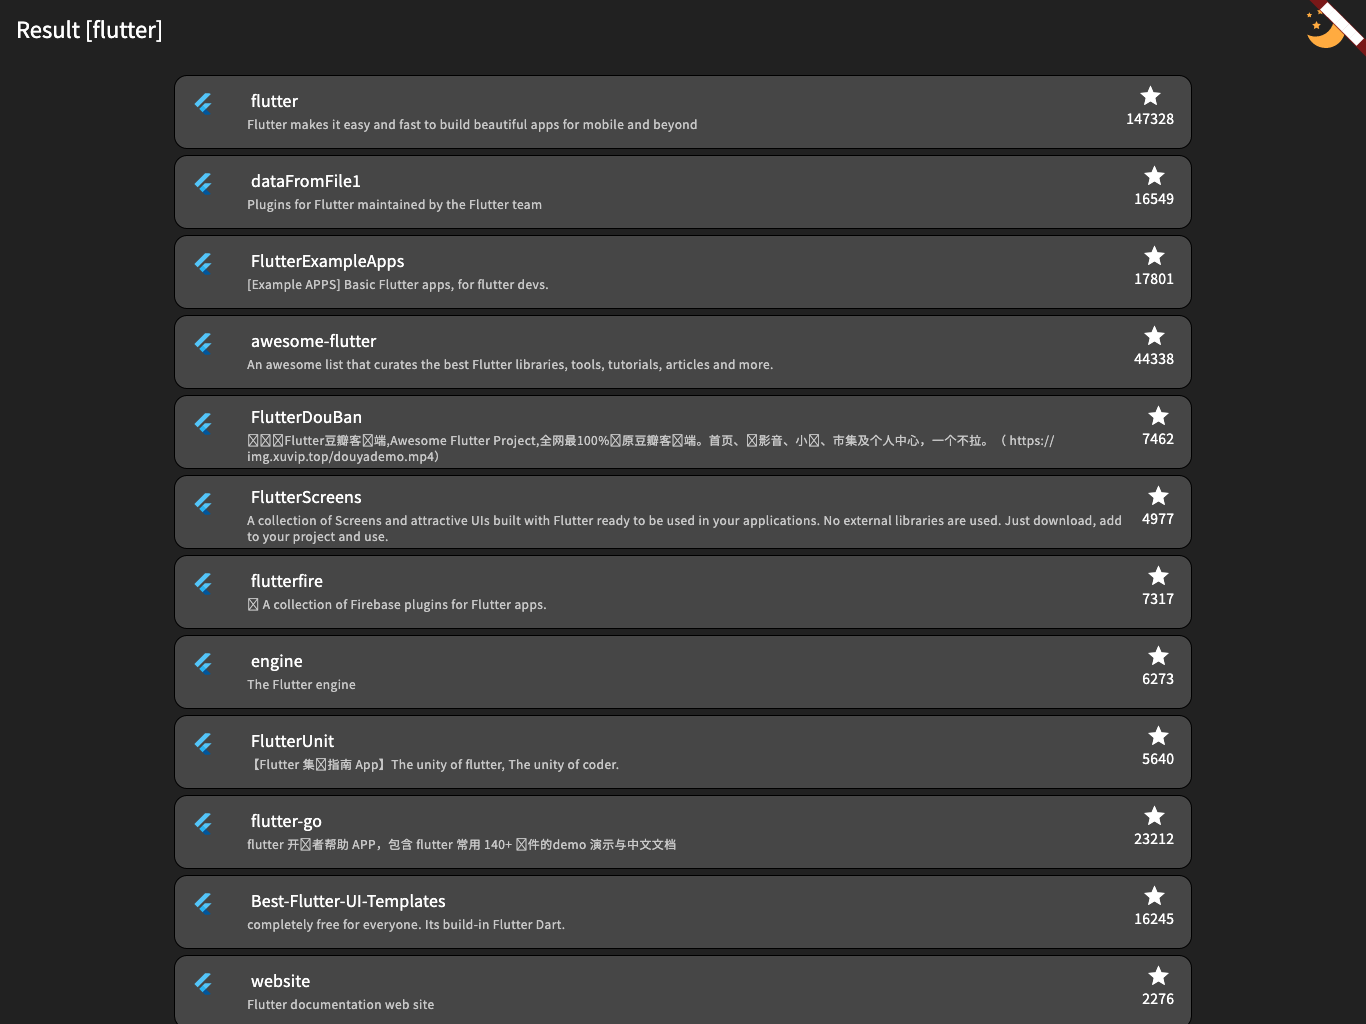 Result [flutter]
flutter
147328
Flutter makes it easy and fast to build beautiful apps for mobile and beyond
dataFromFile1
16549
Plugins for Flutter maintained by the Flutter team
FlutterExampleApps
17801
[Example APPS] Basic Flutter apps, for flutter devs.
awesome-flutter
44338
An awesome list that curates the best Flutter libraries, tools, tutorials, articles and more.
FlutterDouBan
7462
Flutter豆瓣客端,Awesome Flutter Project,全网最100%原豆瓣客端。首页、影音、小、市集及个人中心，一个不拉。（ https://
img.xuvip.top/douyademo.mp4）
FlutterScreens
4977
A collection of Screens and attractive UIs built with Flutter ready to be used in your applications. No external libraries are used. Just download, add
to your project and use.
flutterfire
7317
A collection of Firebase plugins for Flutter apps.
engine
6273
The Flutter engine
FlutterUnit
5640
【Flutter 集指南 App】The unity of flutter, The unity of coder.
flutter-go
23212
flutter 开者帮助 APP，包含 flutter 常用 140+ 件的demo 演示与中文文档
Best-Flutter-UI-Templates
16245
completely free for everyone. Its build-in Flutter Dart.
website
2276
Flutter documentation web site